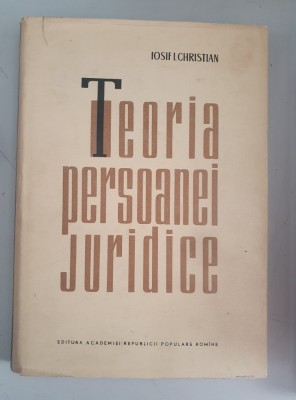 IOSIF I. CHRISTIAN
Teoria
persoanei
juridice
EDITURA ACADEMIEI REPUBLICII POPULARE ROMÎNE